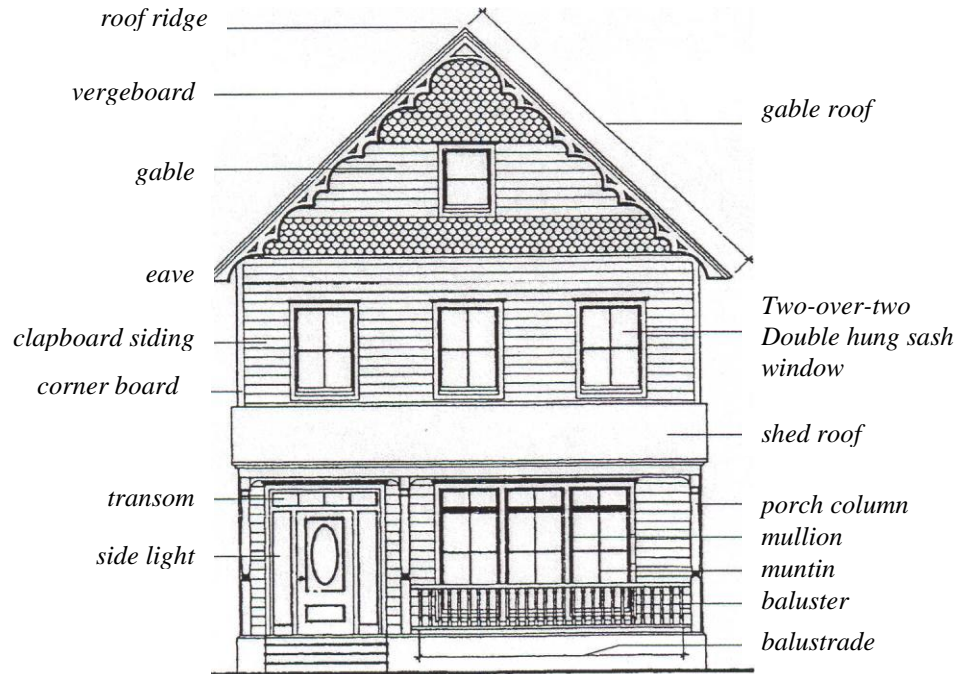 roof ridge
vergeboard
gable
eave
clapboard siding
corner board
transom
side light
gable roof
Two-over-two
Double hung sash
window
shed roof
porch column
mullion
muntin
baluster
balustrade